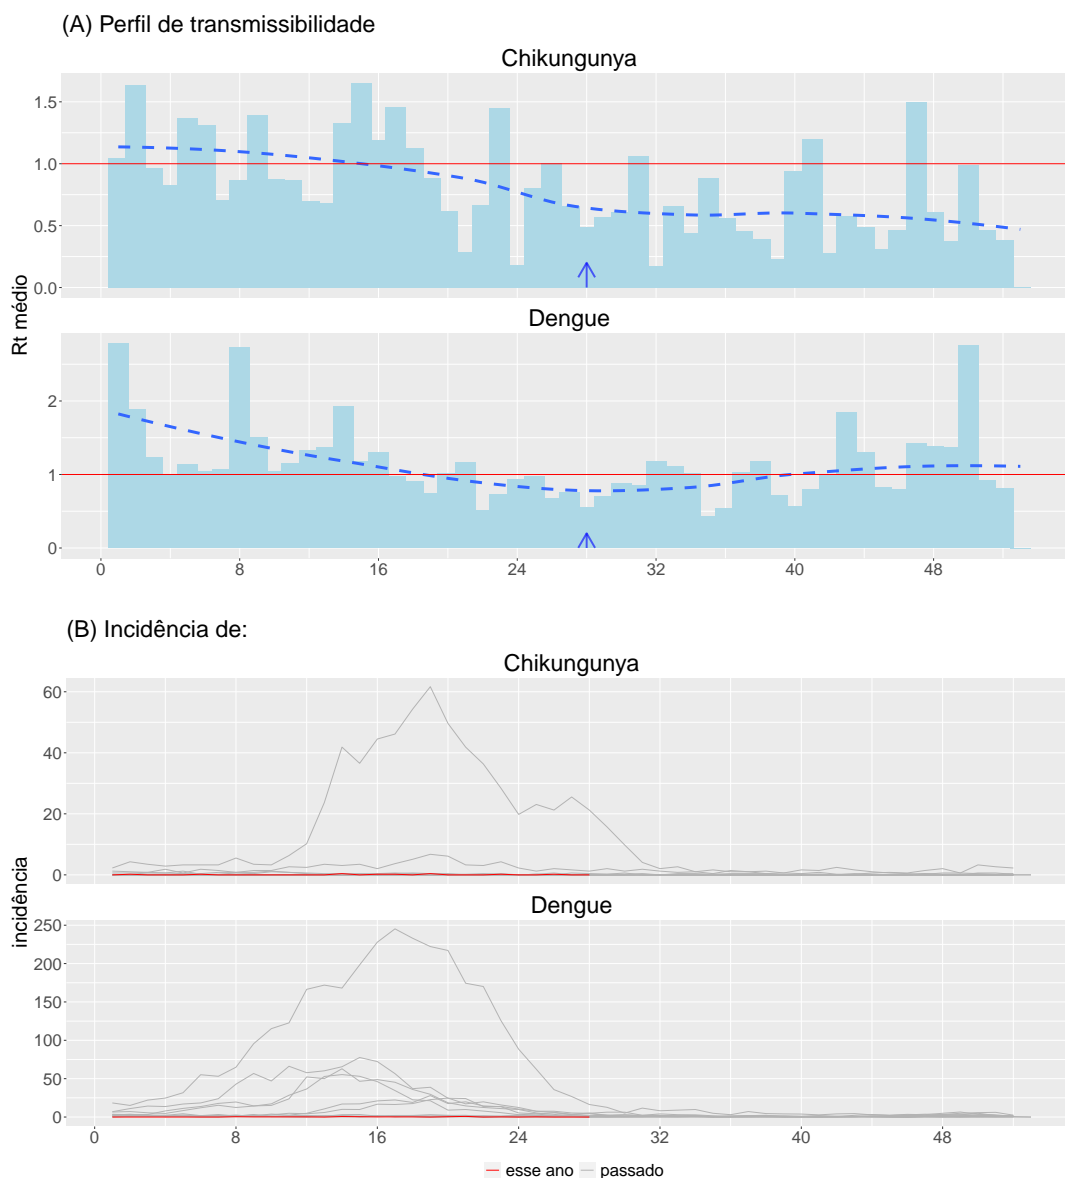 (A) Perfil de transmissibilidade
Chikungunya
1.5
1.0
0.5
0.0
Dengue
2
1
0
Rt médio
0 8 16 24 32 40 48
(B) Incidência de:
Chikungunya
60
40
20
0
Dengue
250
200
150
100
50
0
incidência
0 8 16 24 32 40 48
esse ano passado